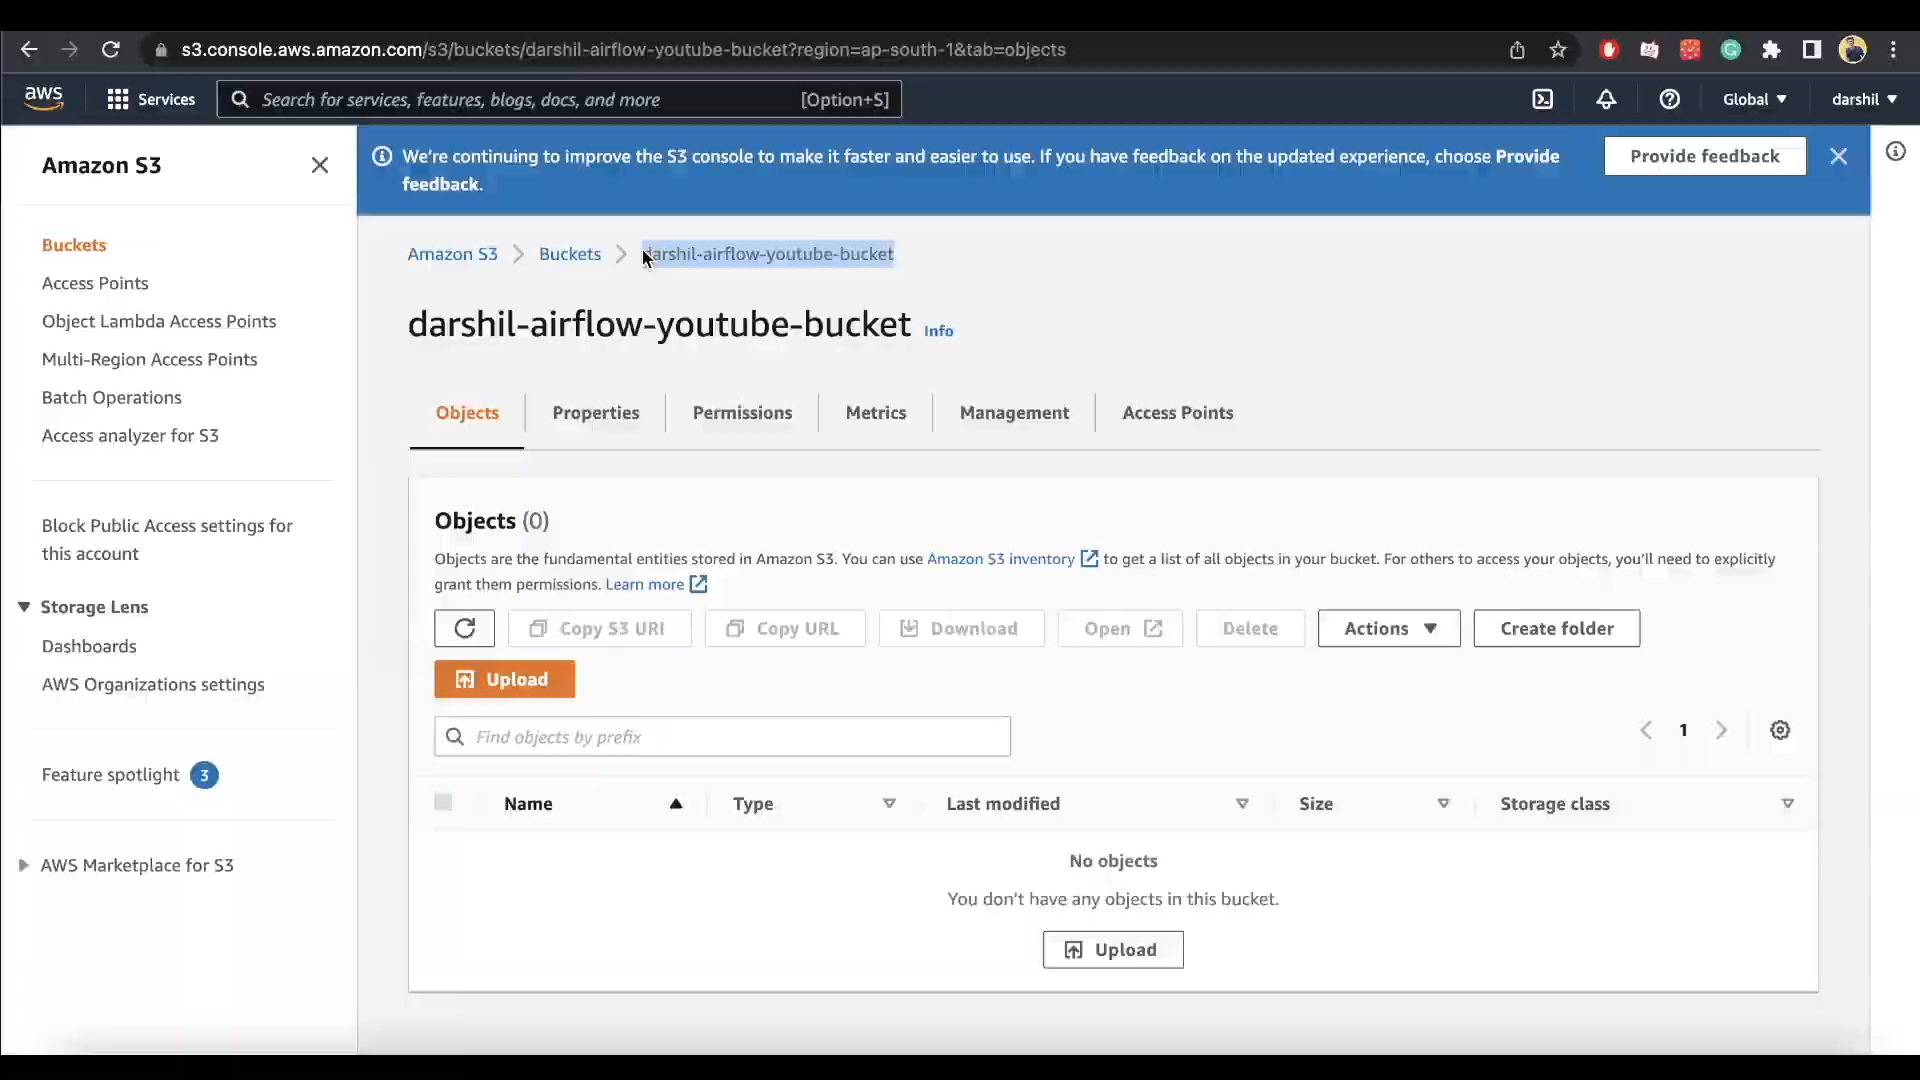 s3.console.aws.amazon.com/s3/buckets/darshil-airflow-youtube-bucket?region=ap-south-1&tab=objects
aws
Services
Search for services, features, blogs, docs, and more [Option+S]
Global
darshil
Amazon S3
We're continuing to improve the S3 console to make it faster and easier to use. If you have feedback on the updated experience, choose Provide
feedback.
Provide feedback
Buckets
Access Points
Object Lambda Access Points
Multi-Region Access Points
Batch Operations
Access analyzer for S3
Block Public Access settings for
this account
Storage Lens
Dashboards
AWS Organizations settings
Feature spotlight 3
AWS Marketplace for S3
Amazon S3 Buckets darshil-airflow-youtube-bucket
darshil-airflow-youtube-bucket Info
Objects Properties Permissions Metrics Management Access Points
Objects (0)
Objects are the fundamental entities stored in Amazon S3. You can use Amazon S3 inventory to get a list of all objects in your bucket. For others to access your objects, you'll need to explicitly
grant them permissions. Learn more
Copy S3 URI Copy URL Download Open Delete Actions Create folder
Upload
Find objects by prefix
1
Name Type Last modified Size Storage class
No objects
You don't have any objects in this bucket.
Upload